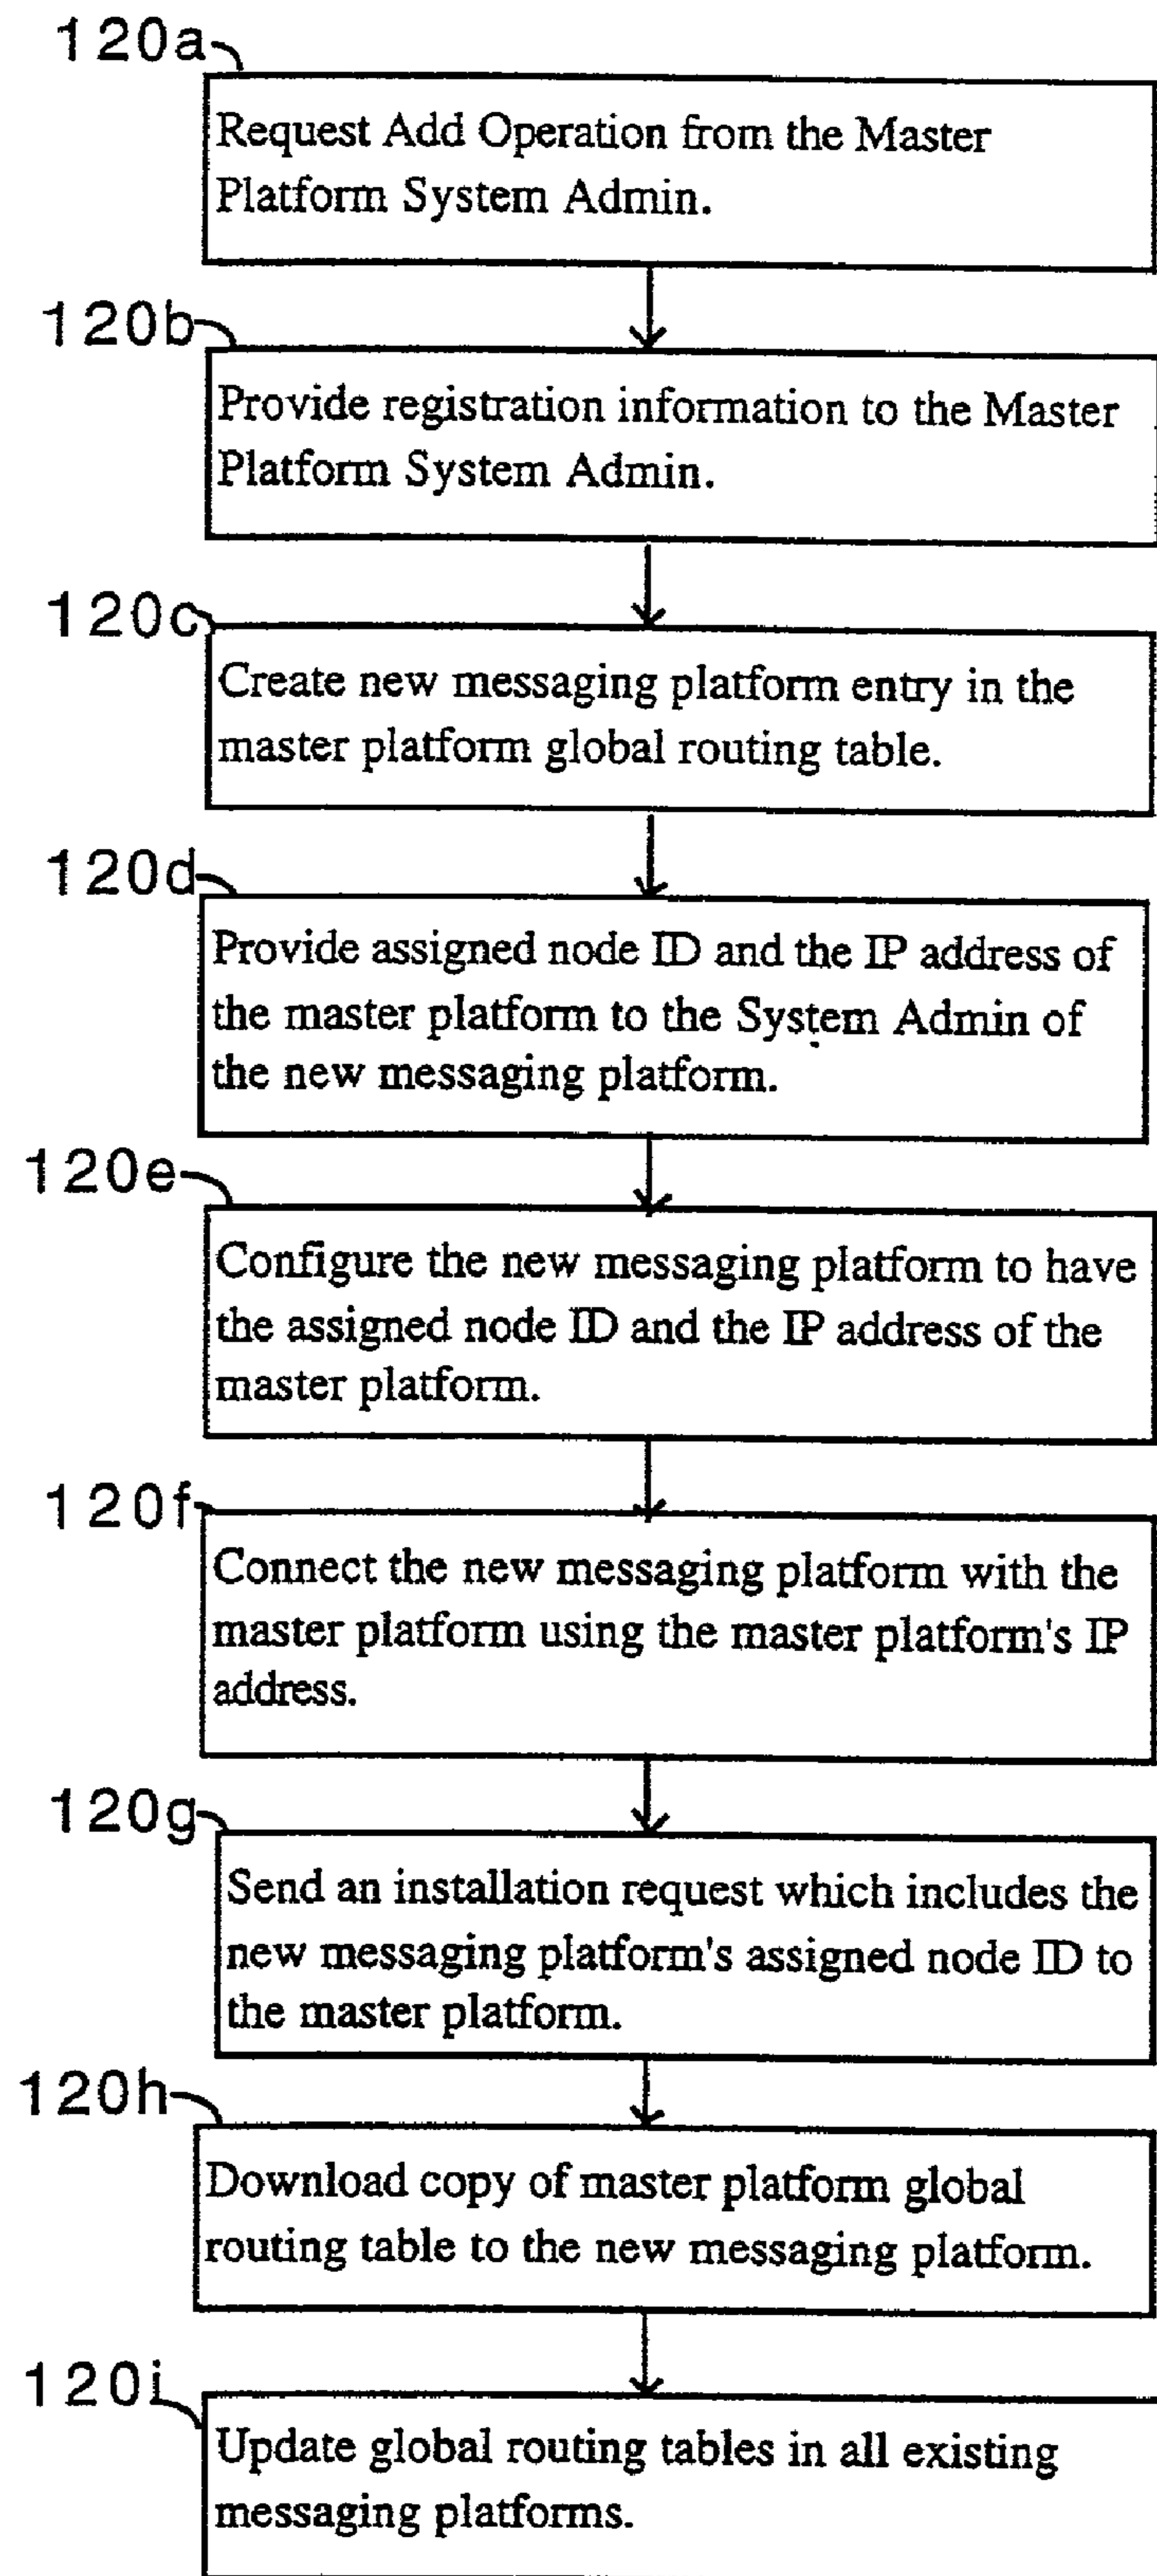 120a
Request Add Operation from the Master
Platform System Admin.
120b
Provide registration information to the Master
Platform System Admin.
120c
Create new messaging platform entry in the
master platform global routing table.
120d
Provide assigned node ID and the IP address of
the master platform to the System Admin of
the new messaging platform.
120e
Configure the new messaging platform to have
the assigned node ID and the IP address of the
master platform.
120f
Connect the new messaging platform with the
master platform using the master platform's IP
address.
120g
Send an installation request which includes the
new messaging platform's assigned node ID to
the master platform.
120h
Download copy of master platform global
routing table to the new messaging platform.
120i
Update global routing tables in all existing
messaging platforms.